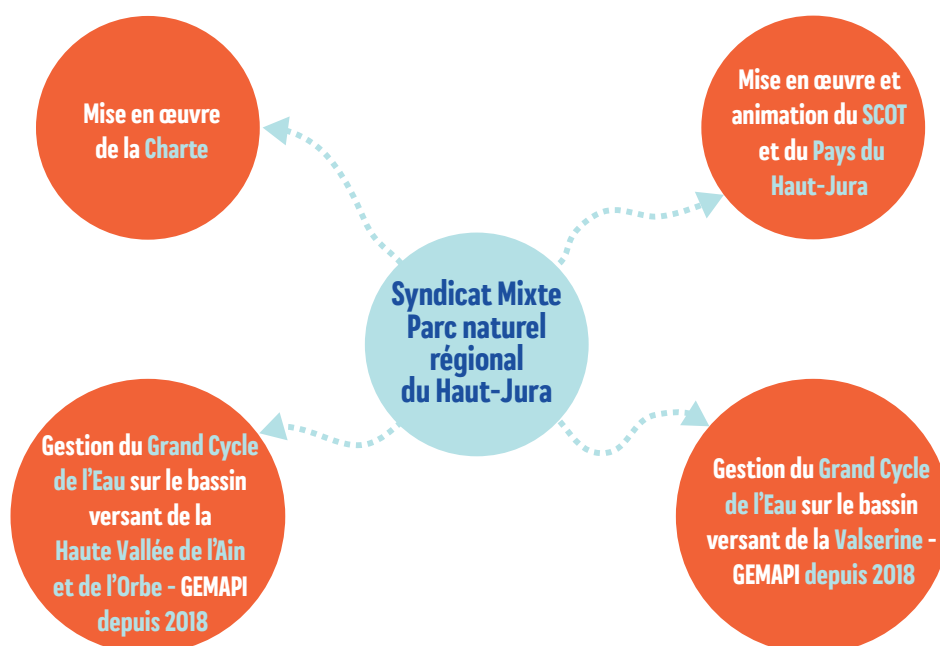 Mise en œuvre
de la Charte
Mise en œuvre et
animation du SCOT
et du Pays du
Haut-Jura
Syndicat Mixte
Parc naturel
régional
du Haut-Jura
Gestion du Grand Cycle
de l'Eau sur le bassin
versant de la
Haute Vallée de l'Ain
et de l'Orbe - GEMAPI
depuis 2018
Gestion du Grand Cycle
de l'Eau sur le bassin
versant de la Valserine -
GEMAPI depuis 2018